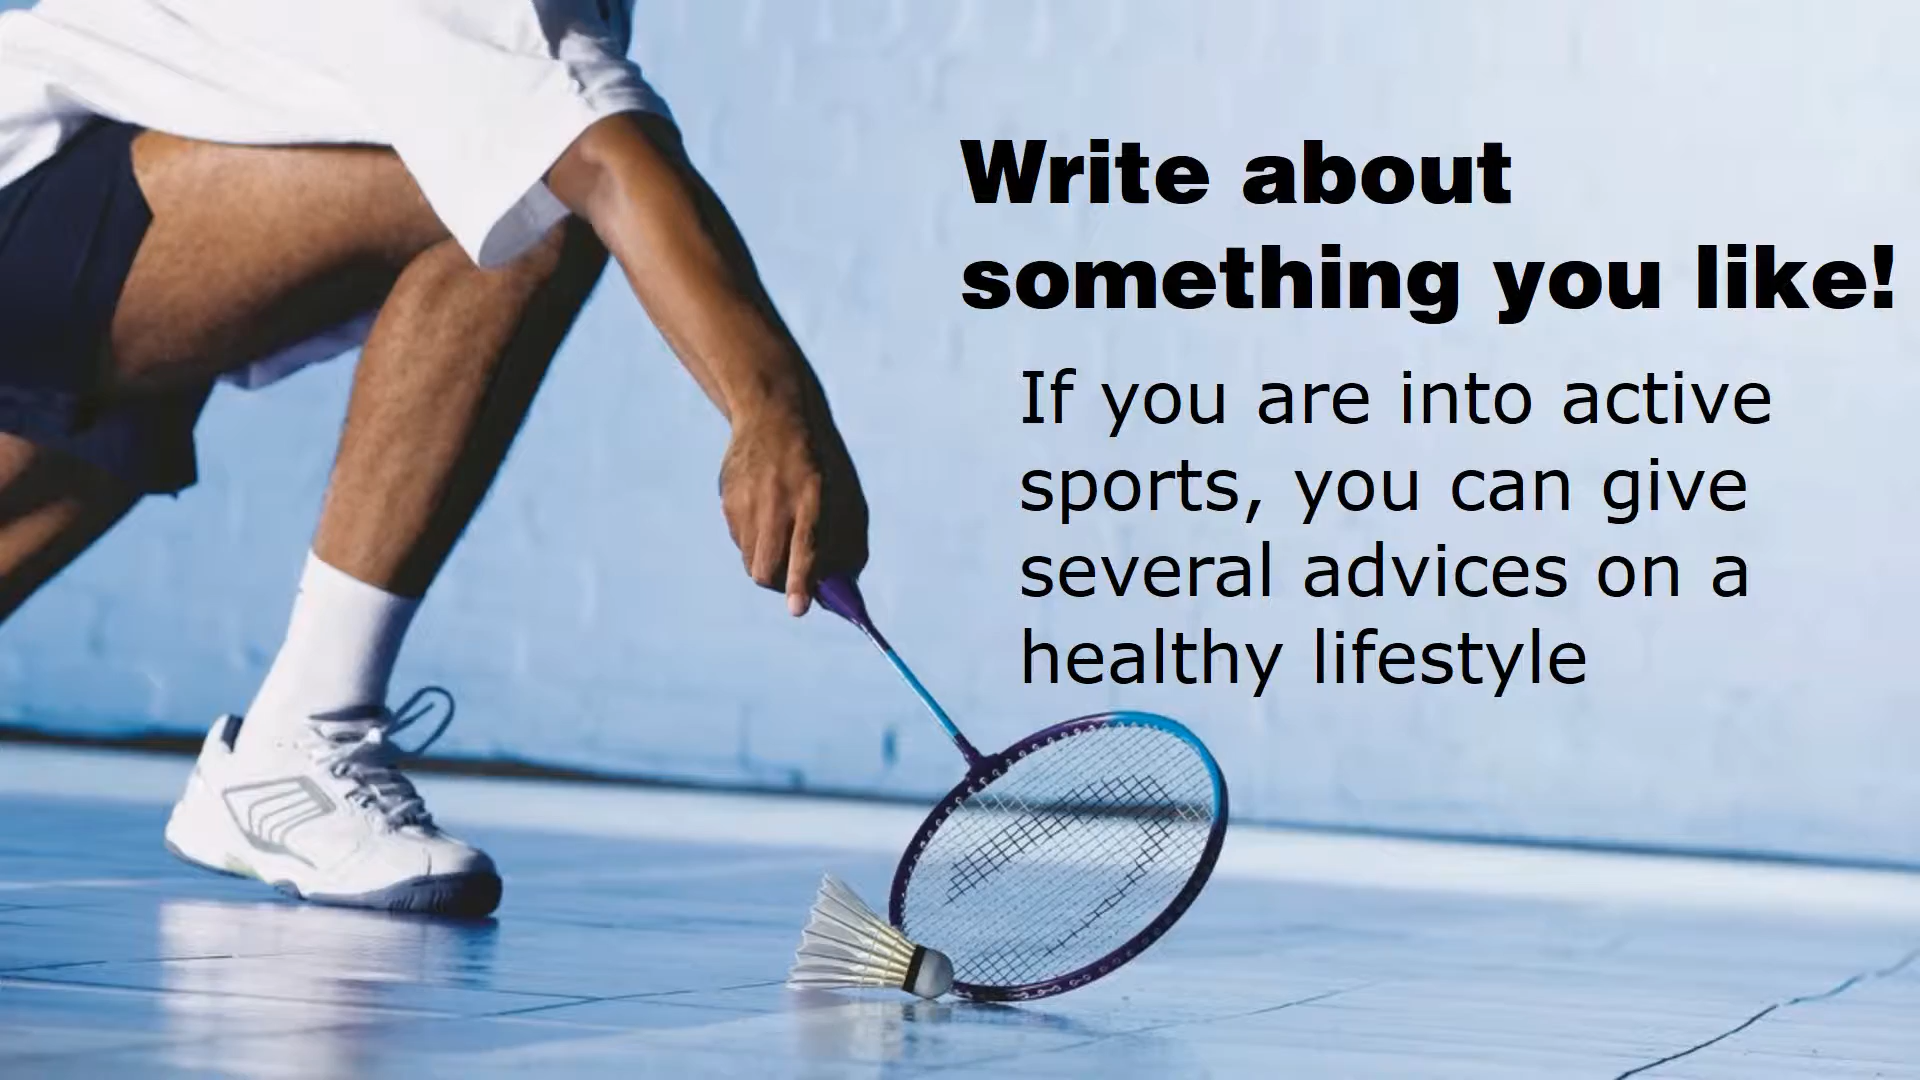 Write about
something you like!
If you are into active
sports, you can give
several advices on a
healthy lifestyle